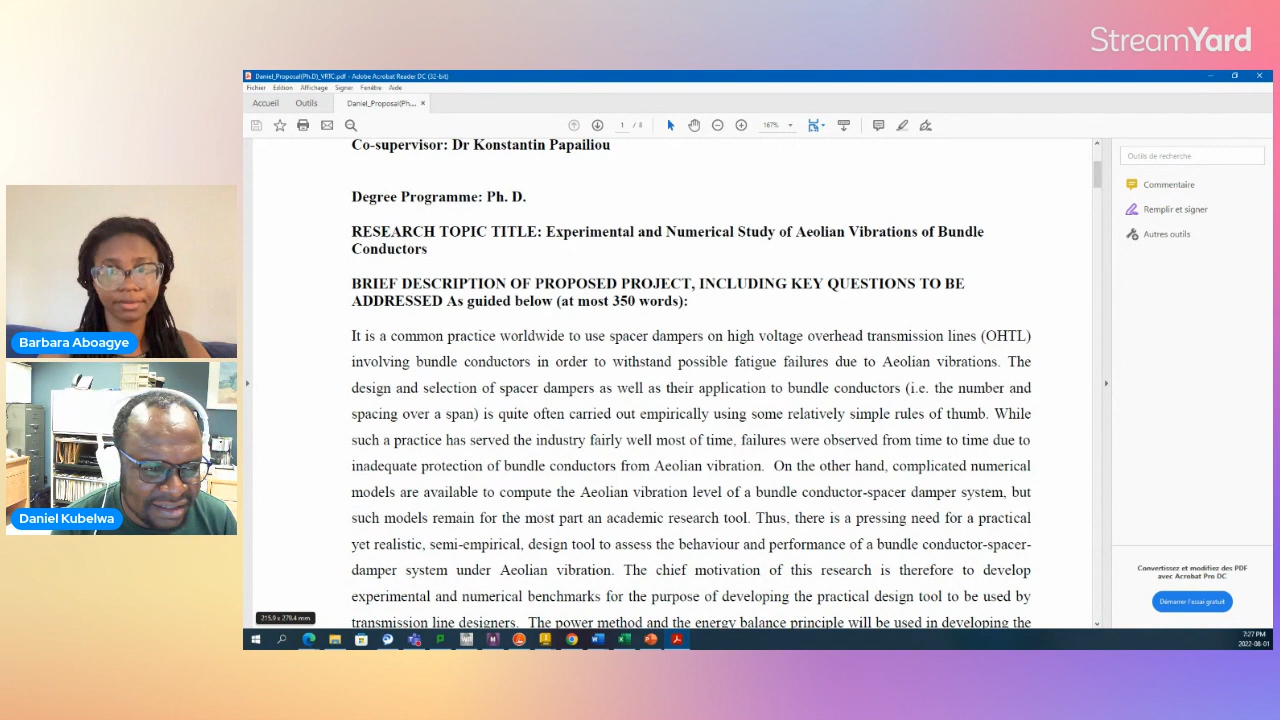 StreamYard
Daniel_Proposal(Ph.D)_VRTC.pdf - Adobe Acrobat Reader DC (32-bit)
Fichier Edition Affichage Signer Fenêtre Aide
Accueil Outils Daniel_Proposal(Ph... ×
1 / 8 167%
Co-supervisor: Dr Konstantin Papailiou
Degree Programme: Ph. D.
RESEARCH TOPIC TITLE: Experimental and Numerical Study of Aeolian Vibrations of Bundle
Conductors
BRIEF DESCRIPTION OF PROPOSED PROJECT, INCLUDING KEY QUESTIONS TO BE
ADDRESSED As guided below (at most 350 words):
It is a common practice worldwide to use spacer dampers on high voltage overhead transmission lines (OHTL)
involving bundle conductors in order to withstand possible fatigue failures due to Aeolian vibrations. The
design and selection of spacer dampers as well as their application to bundle conductors (i.e. the number and
spacing over a span) is quite often carried out empirically using some relatively simple rules of thumb. While
such a practice has served the industry fairly well most of time, failures were observed from time to time due to
inadequate protection of bundle conductors from Aeolian vibration. On the other hand, complicated numerical
models are available to compute the Aeolian vibration level of a bundle conductor-spacer damper system, but
such models remain for the most part an academic research tool. Thus, there is a pressing need for a practical
yet realistic, semi-empirical, design tool to assess the behaviour and performance of a bundle conductor-spacer-
damper system under Aeolian vibration. The chief motivation of this research is therefore to develop
experimental and numerical benchmarks for the purpose of developing the practical design tool to be used by
transmission line designers. The power method and the energy balance principle will be used in developing the
215,9 x 279,4 mm
Outils de recherche
Commentaire
Remplir et signer
Autres outils
Convertissez et modifiez des PDF
avec Acrobat Pro DC
Démarrer l'essai gratuit
Barbara Aboagye
Daniel Kubelwa
7:27 PM
2022-08-01